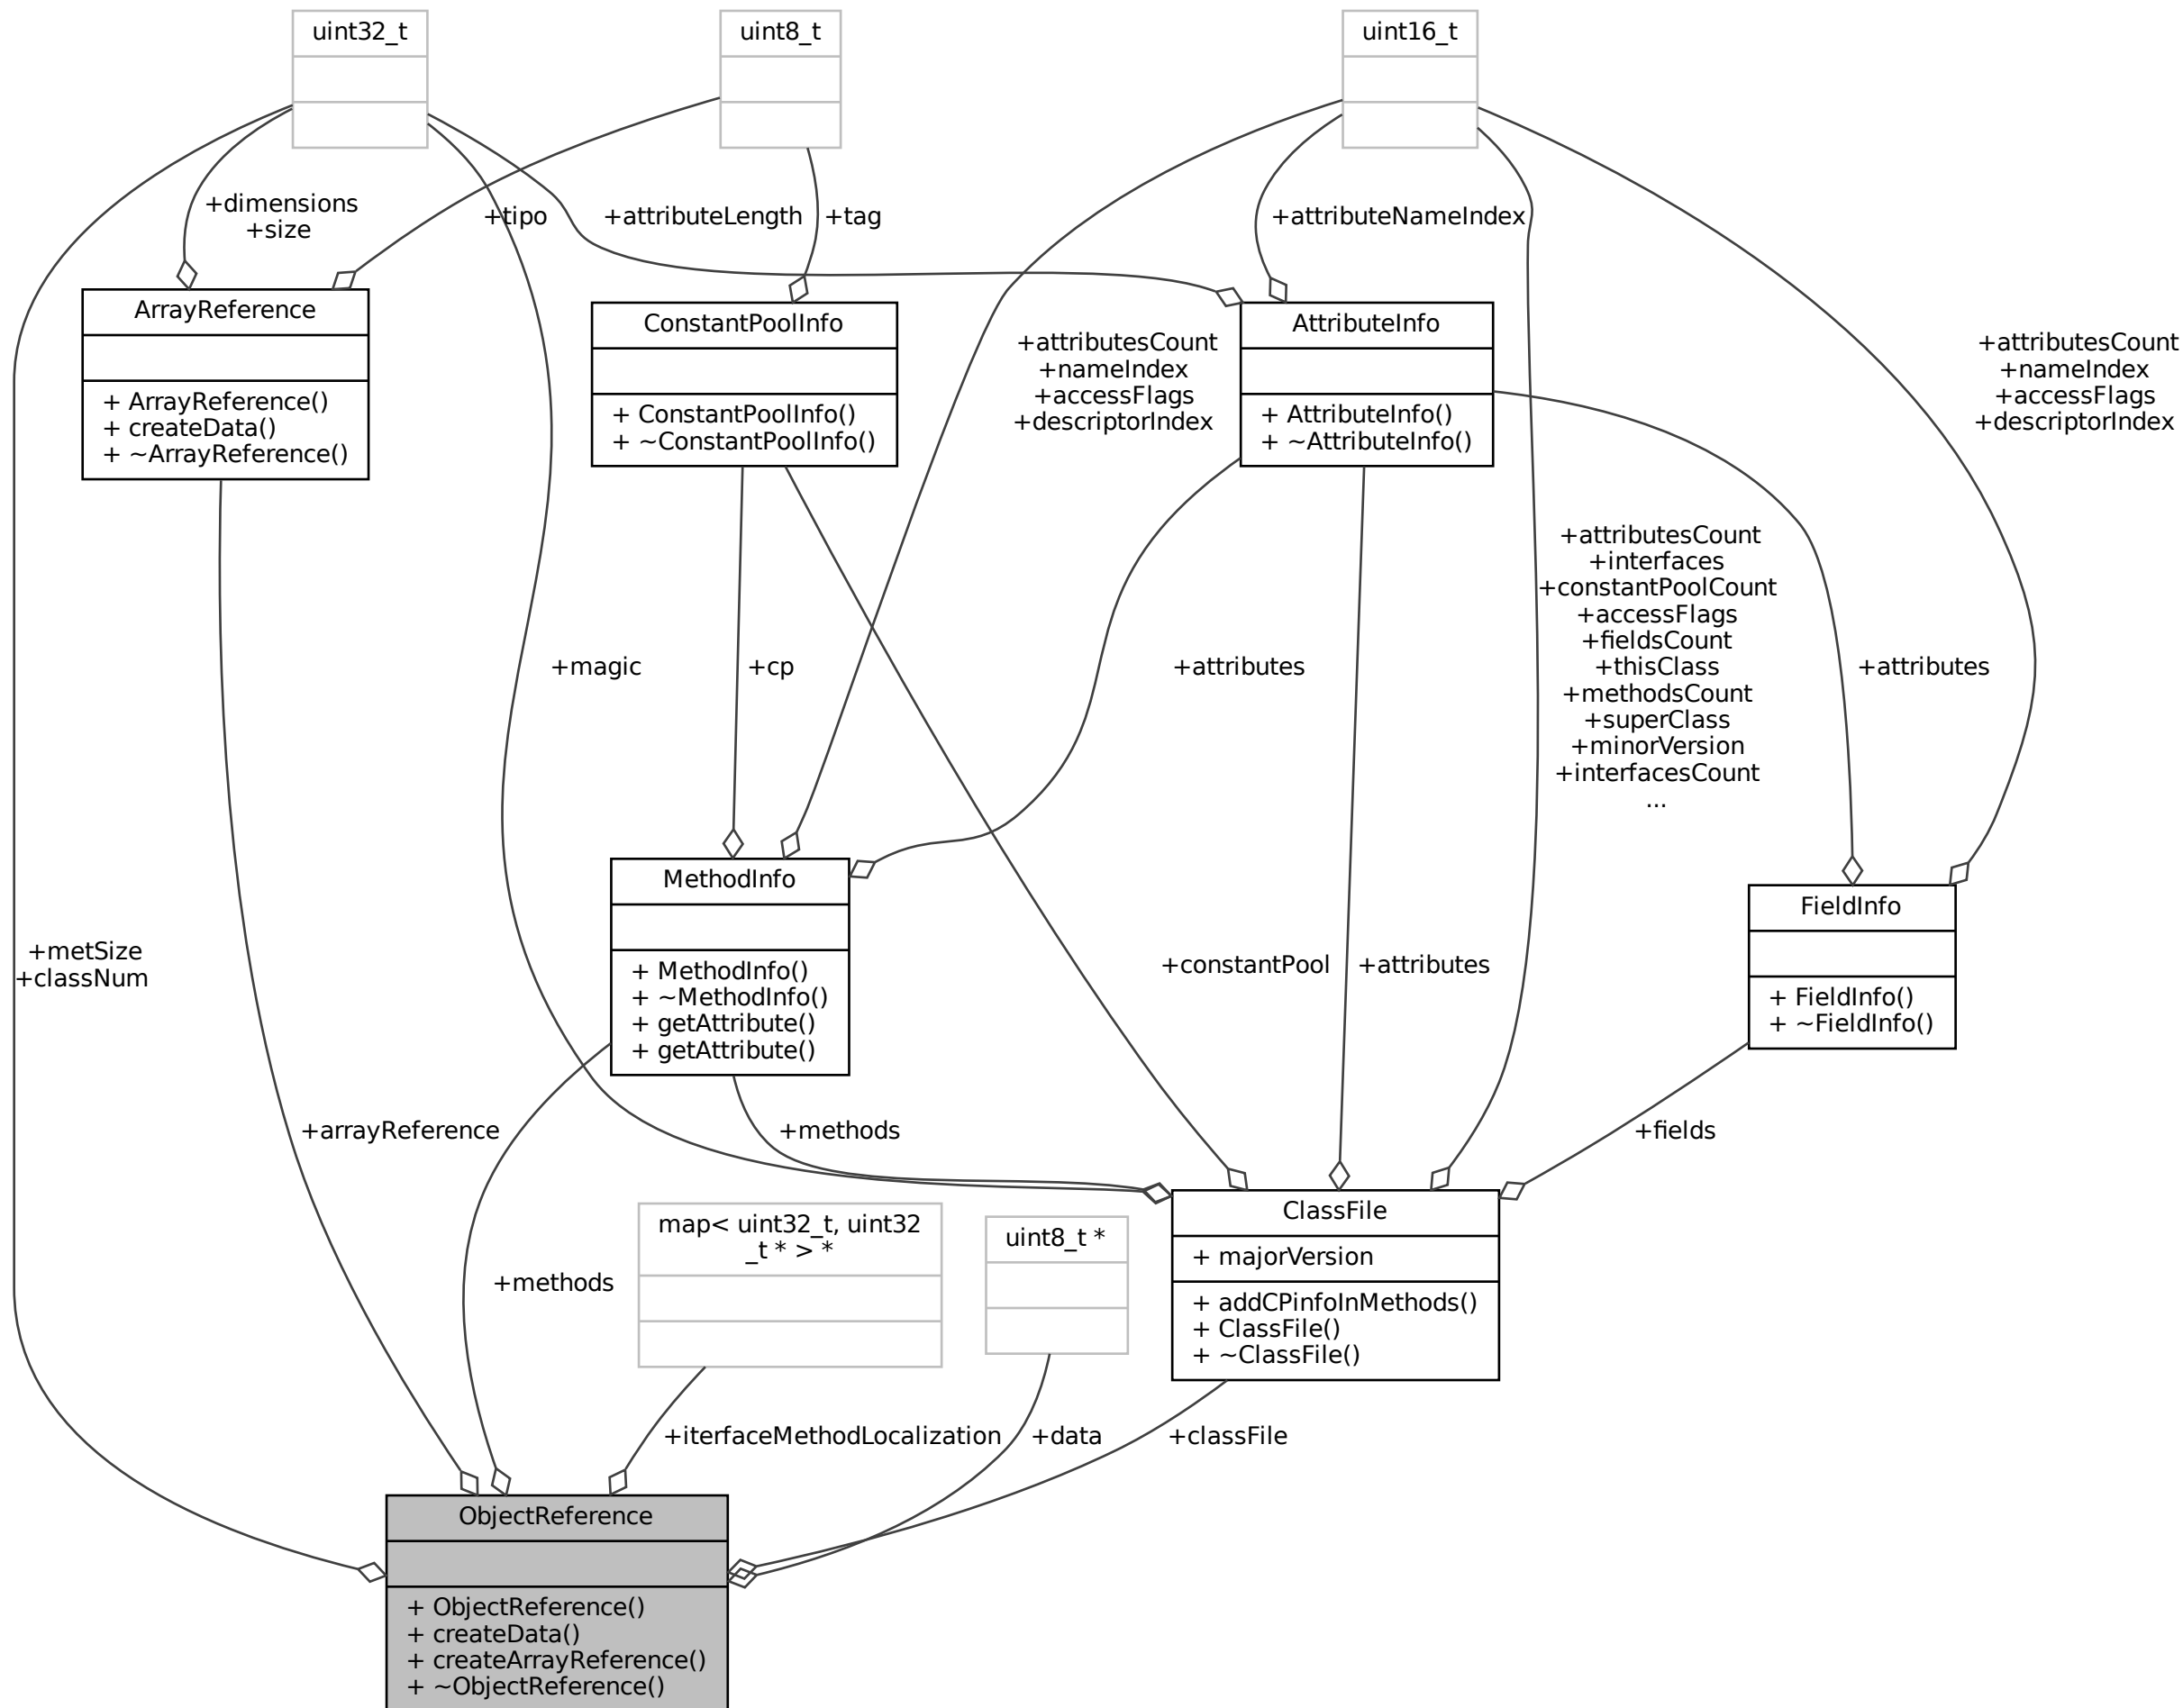 uint32_t
uint8_t
uint16_t
+dimensions
+size
+tipo
+attributeLength
+tag
+attributeNameIndex
ArrayReference
+ ArrayReference()
+ createData()
+ ~ArrayReference()
ConstantPoolInfo
+ ConstantPoolInfo()
+ ~ConstantPoolInfo()
+attributesCount
+nameIndex
+accessFlags
+descriptorIndex
AttributeInfo
+ AttributeInfo()
+ ~AttributeInfo()
+attributesCount
+nameIndex
+accessFlags
+descriptorIndex
+magic
+cp
+attributes
+attributesCount
+interfaces
+constantPoolCount
+accessFlags
+fieldsCount
+thisClass
+methodsCount
+superClass
+minorVersion
+interfacesCount
...
+attributes
+metSize
+classNum
MethodInfo
+ MethodInfo()
+ ~MethodInfo()
+ getAttribute()
+ getAttribute()
+constantPool
+attributes
FieldInfo
+ FieldInfo()
+ ~FieldInfo()
+arrayReference
+methods
+fields
+methods
map< uint32_t, uint32
_t * > *
uint8_t *
ClassFile
+ majorVersion
+ addCPinfoInMethods()
+ ClassFile()
+ ~ClassFile()
+iterfaceMethodLocalization
+data
+classFile
ObjectReference
+ ObjectReference()
+ createData()
+ createArrayReference()
+ ~ObjectReference()